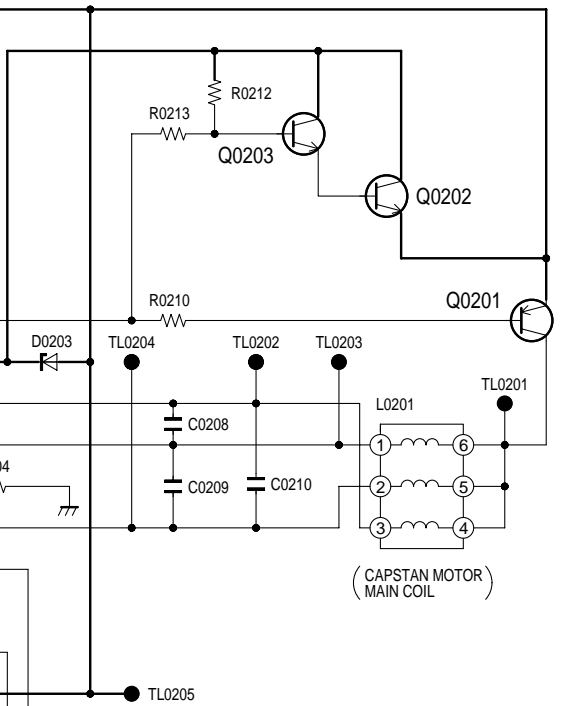 R0212
R0213
Q0203
Q0202
R0210
Q0201
D0203
TL0204
TL0202
TL0203
TL0201
L0201
C0208
1
6
4
C0209
C0210
2
5
3
4
CAPSTAN MOTOR
MAIN COIL
TL0205